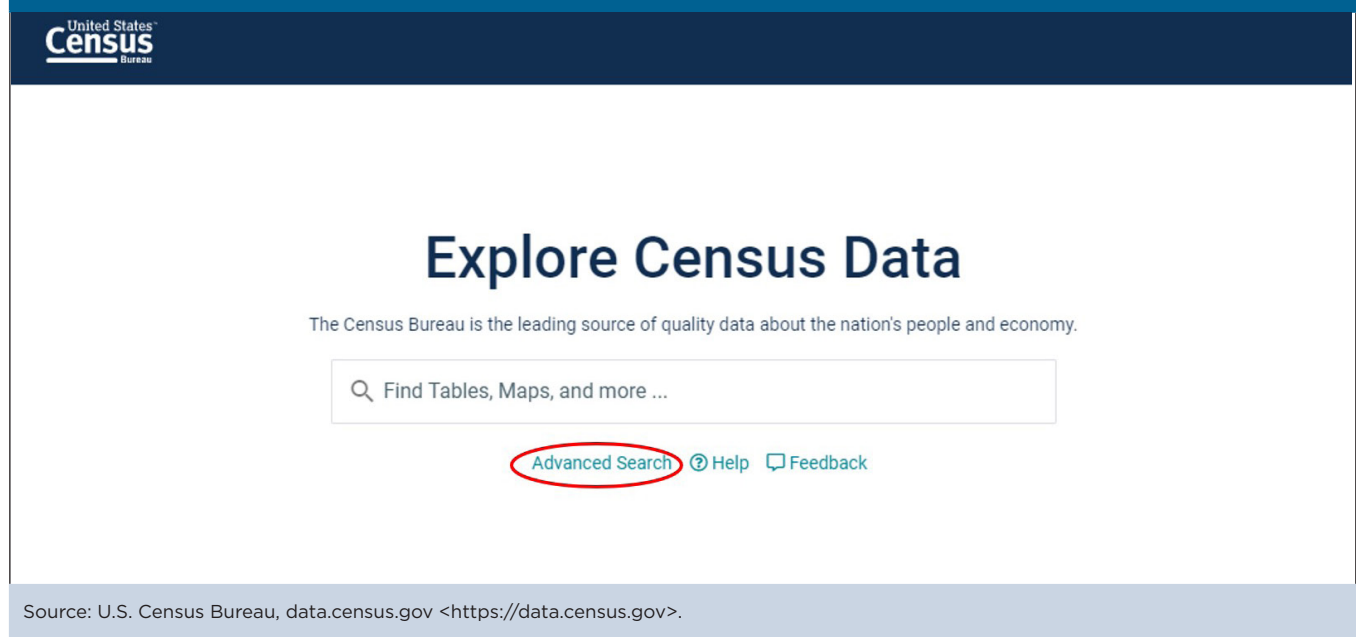 United States™
Census
Bureau
Explore Census Data
The Census Bureau is the leading source of quality data about the nation's people and economy.
Find Tables, Maps, and more ...
Advanced Search Help Feedback
Source: U.S. Census Bureau, data.census.gov <https://data.census.gov>.